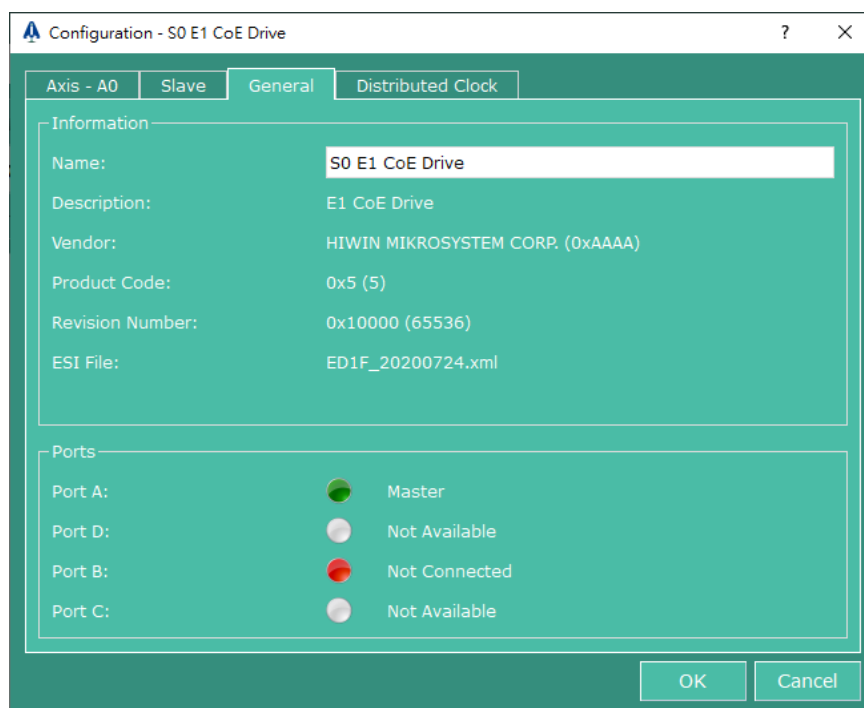 Configuration - S0 E1 CoE Drive ? ×
Axis - A0 Slave General Distributed Clock
Information
Name: S0 E1 CoE Drive
Description: E1 CoE Drive
Vendor: HIWIN MIKROSYSTEM CORP. (0xAAAA)
Product Code: 0x5 (5)
Revision Number: 0x10000 (65536)
ESI File: ED1F_20200724.xml
Ports
Port A: Master
Port D: Not Available
Port B: Not Connected
Port C: Not Available
OK Cancel